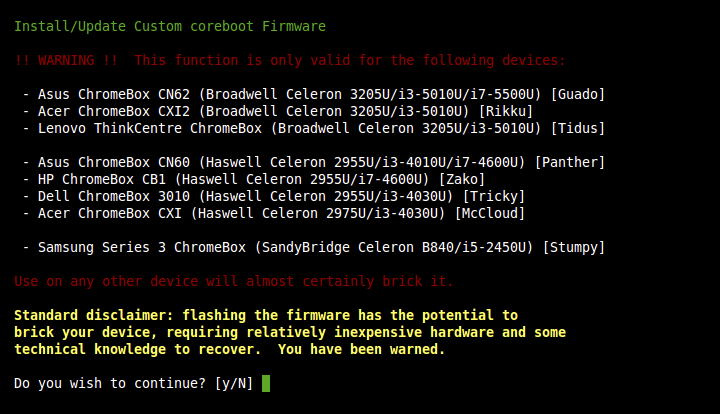 Install/Update Custom coreboot Firmware
!! WARNING !!  This function is only valid for the following devices:
- Asus ChromeBox CN62 (Broadwell Celeron 3205U/i3-5010U/i7-5500U) [Guado]
- Acer ChromeBox CXI2 (Broadwell Celeron 3205U/i3-5010U) [Rikku]
- Lenovo ThinkCentre ChromeBox (Broadwell Celeron 3205U/i3-5010U) [Tidus]
- Asus ChromeBox CN60 (Haswell Celeron 2955U/i3-4010U/i7-4600U) [Panther]
- HP ChromeBox CB1 (Haswell Celeron 2955U/i7-4600U) [Zako]
- Dell ChromeBox 3010 (Haswell Celeron 2955U/i3-4030U) [Tricky]
- Acer ChromeBox CXI (Haswell Celeron 2975U/i3-4030U) [McCloud]
- Samsung Series 3 ChromeBox (SandyBridge Celeron B840/i5-2450U) [Stumpy]
Use on any other device will almost certainly brick it.
Standard disclaimer: flashing the firmware has the potential to
brick your device, requiring relatively inexpensive hardware and some
technical knowledge to recover.  You have been warned.
Do you wish to continue? [y/N]